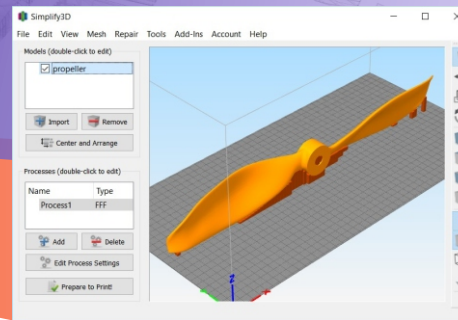 Simplify3D
File Edit View Mesh Repair Tools Add-Ins Account Help
Models (double-click to edit)
propeller
Import Remove
Center and Arrange
Processes (double-click to edit)
Name Type
Process1 FFF
Add Delete
Edit Process Settings
Prepare to Print!
Z